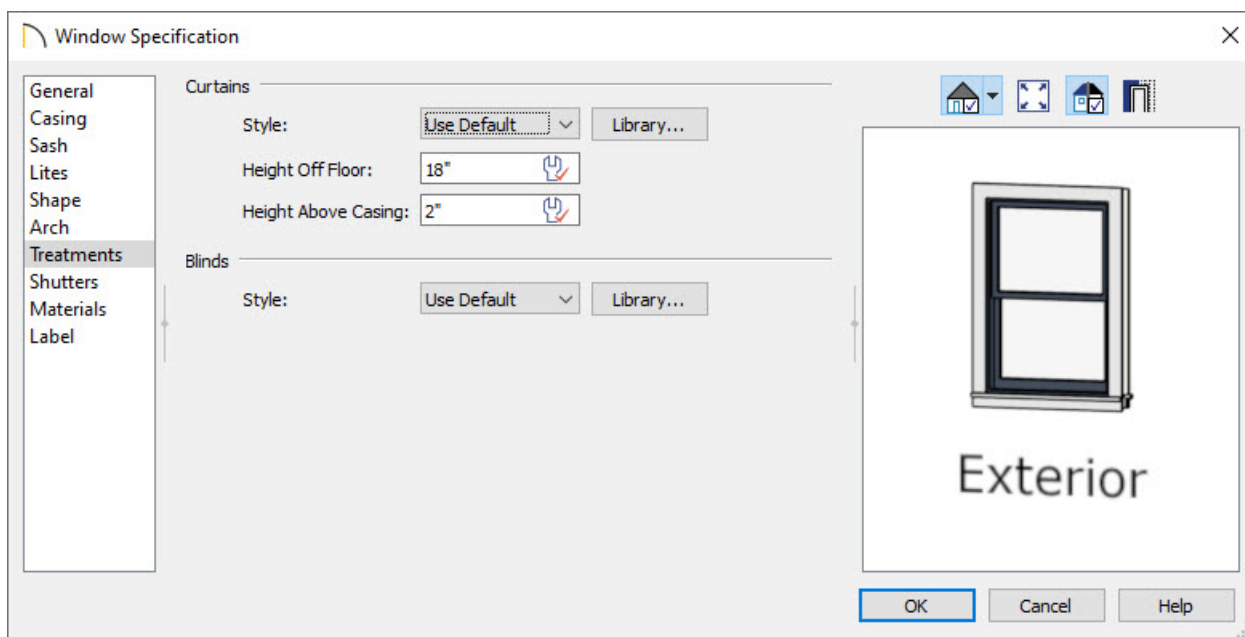 Window Specification
General
Casing
Sash
Lites
Shape
Arch
Treatments
Shutters
Materials
Label
Curtains
Style: Use Default Library...
Height Off Floor: 18"
Height Above Casing: 2"
Blinds
Style: Use Default Library...
Exterior
OK Cancel Help